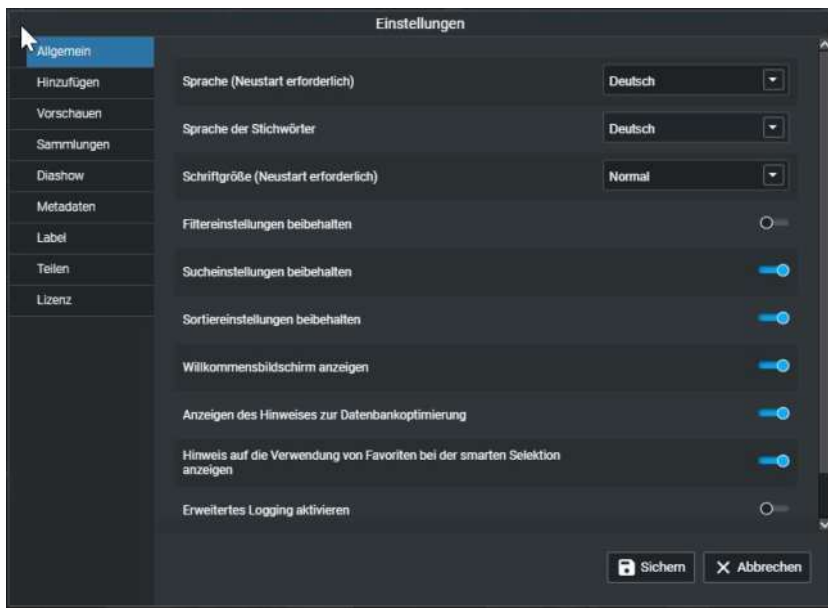 Einstellungen
Allgemein
Hinzufügen
Vorschauen
Sammlungen
Diashow
Metadaten
Label
Teilen
Lizenz
Sprache (Neustart erforderlich)
Deutsch
Sprache der Stichwörter
Deutsch
Schriftgröße (Neustart erforderlich)
Normal
Filtereinstellungen beibehalten
Sucheinstellungen beibehalten
Sortiereinstellungen beibehalten
Willkommensbildschirm anzeigen
Anzeigen des Hinweises zur Datenbankoptimierung
Hinweis auf die Verwendung von Favoriten bei der smarten Selektion
anzeigen
Erweitertes Logging aktivieren
Sichern
Abbrechen